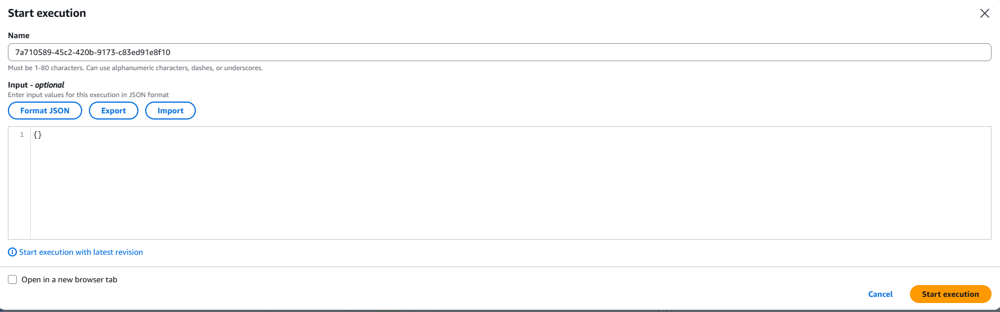 Start execution
Name
7a710589-45c2-420b-9173-c83ed91e8f10
Must be 1-80 characters. Can use alphanumeric characters, dashes, or underscores.
Input - optional
Enter input values for this execution in JSON format
Format JSON Export Import
1 {}
Start execution with latest revision
Open in a new browser tab
Cancel Start execution